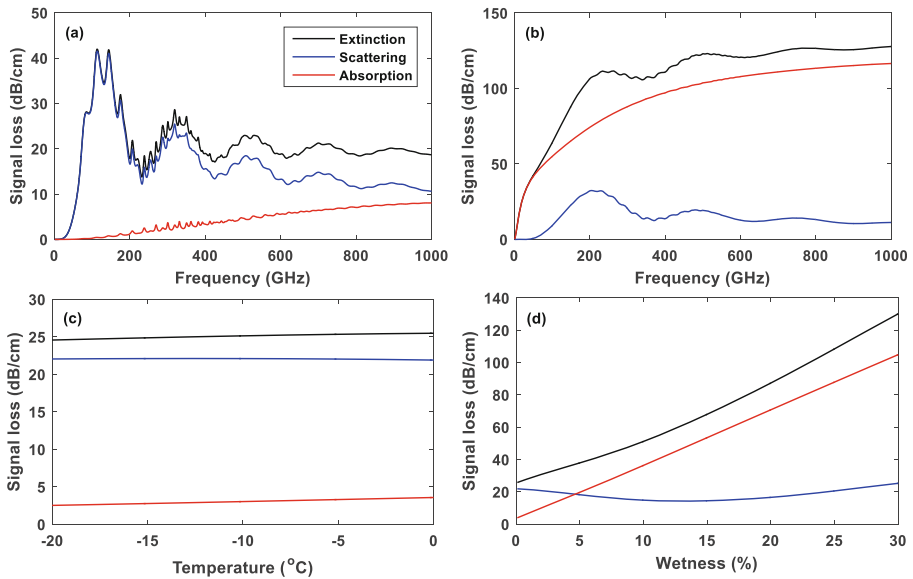 (a)
Extinction
Scattering
Absorption
50
40
30
20
10
0
Signal loss (dB/cm)
0 200 400 600 800 1000
Frequency (GHz)
(b)
150
100
50
0
Signal loss (dB/cm)
0 200 400 600 800 1000
Frequency (GHz)
(c)
30
25
20
15
10
5
0
Signal loss (dB/cm)
-20 -15 -10 -5 0
Temperature (°C)
(d)
140
120
100
80
60
40
20
0
Signal loss (dB/cm)
0 5 10 15 20 25 30
Wetness (%)